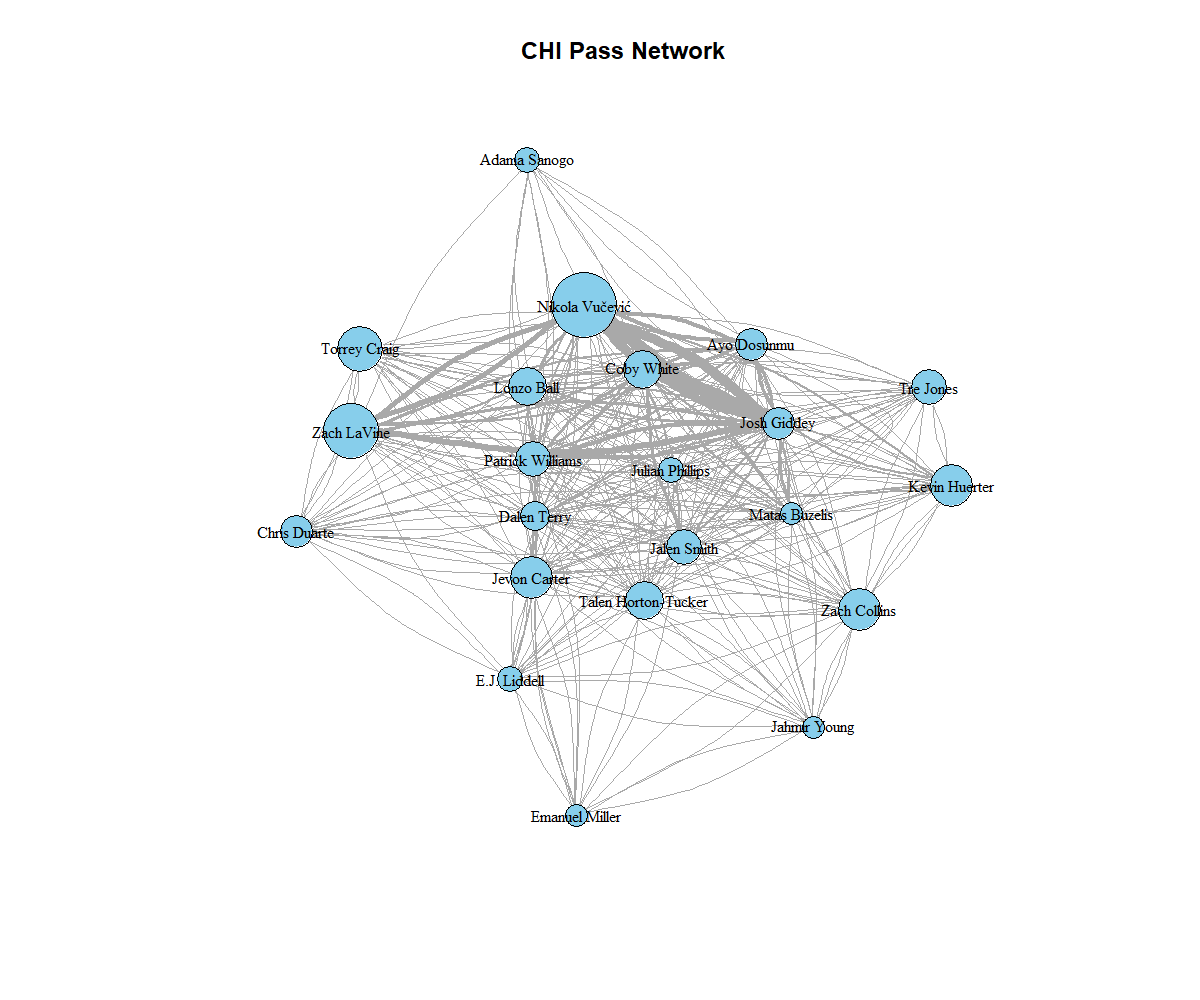 CHI Pass Network
Adama Sanogo
Nikola Vučević
Torrey Craig
Ayo Dosunmu
Coby White
Lonzo Ball
Tre Jones
Josh Giddey
Zach LaVine
Patrick Williams
Julian Phillips
Kevin Huerter
Matas Buzelis
Dalen Terry
Chris Duarte
Jalen Smith
Jevon Carter
Talen Horton-Tucker
Zach Collins
E.J. Liddell
Jahmir Young
Emanuel Miller